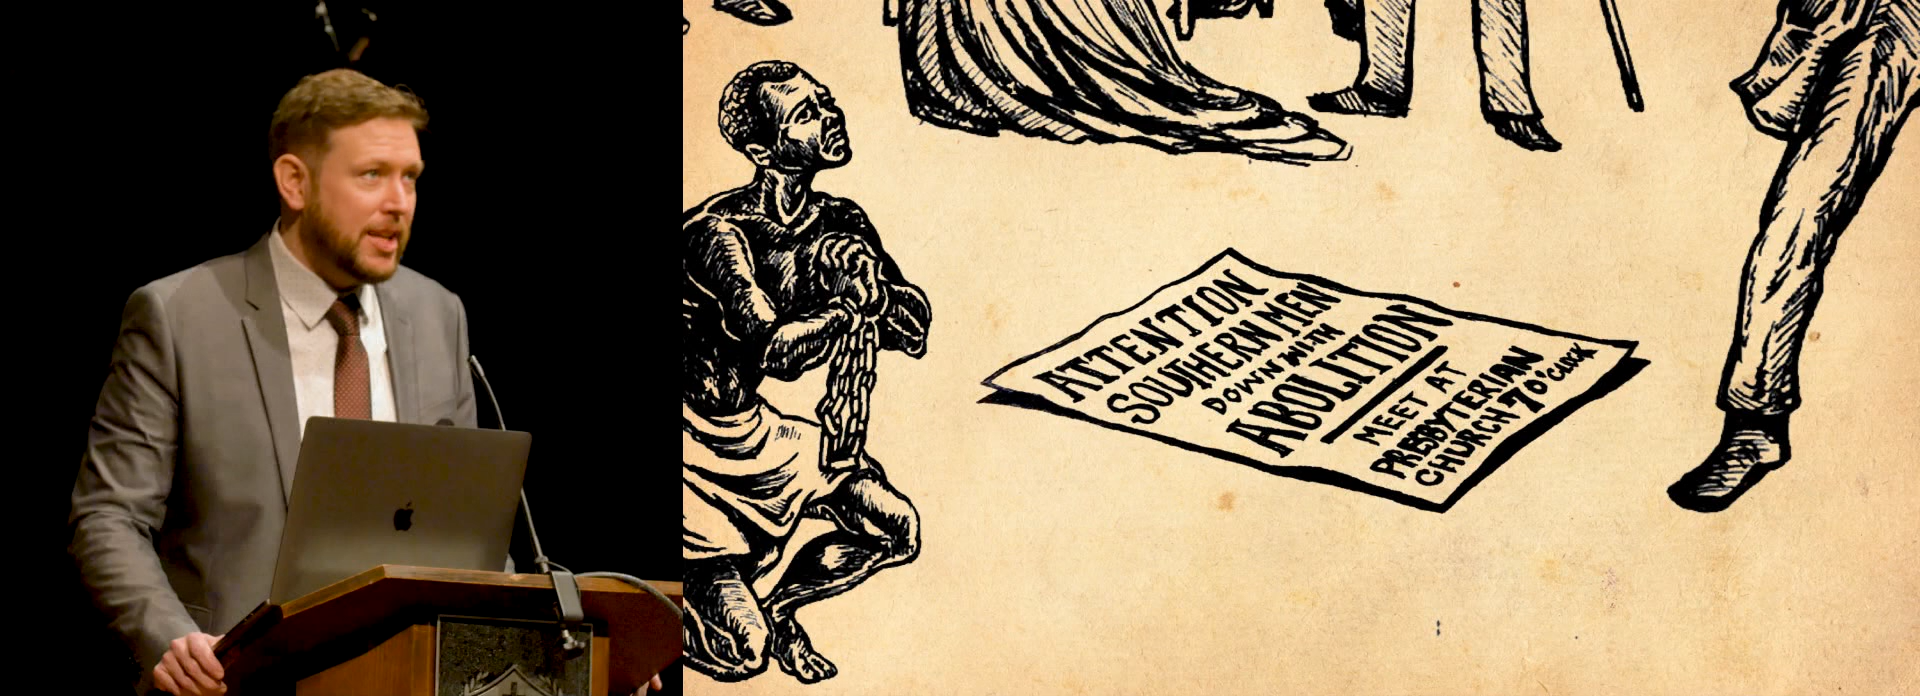 ATTENTION
SOUTHERN MEN
DOWN WITH
ABOLITION
MEET AT
PRESBYTERIAN
CHURCH 7 O'CLOCK